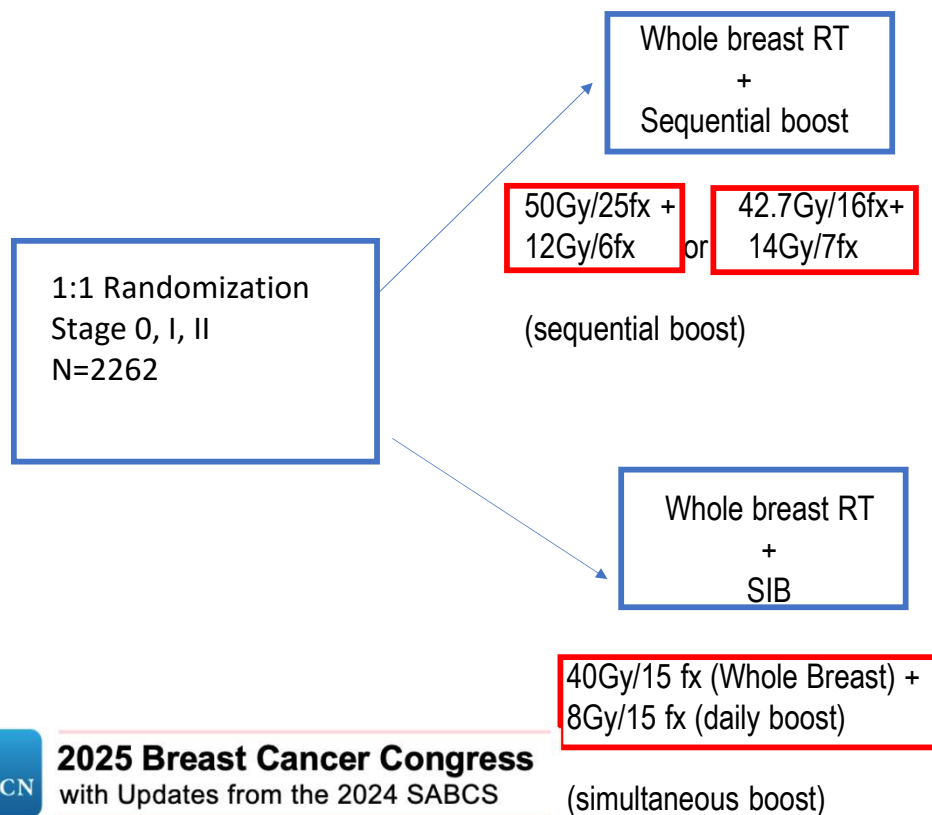 Whole breast RT
+
Sequential boost
50Gy/25fx +
12Gy/6fx
or
42.7Gy/16fx+
14Gy/7fx
(sequential boost)
1:1 Randomization
Stage 0, I, II
N=2262
Whole breast RT
+
SIB
40Gy/15 fx (Whole Breast) +
8Gy/15 fx (daily boost)
(simultaneous boost)
CN
2025 Breast Cancer Congress
with Updates from the 2024 SABCS